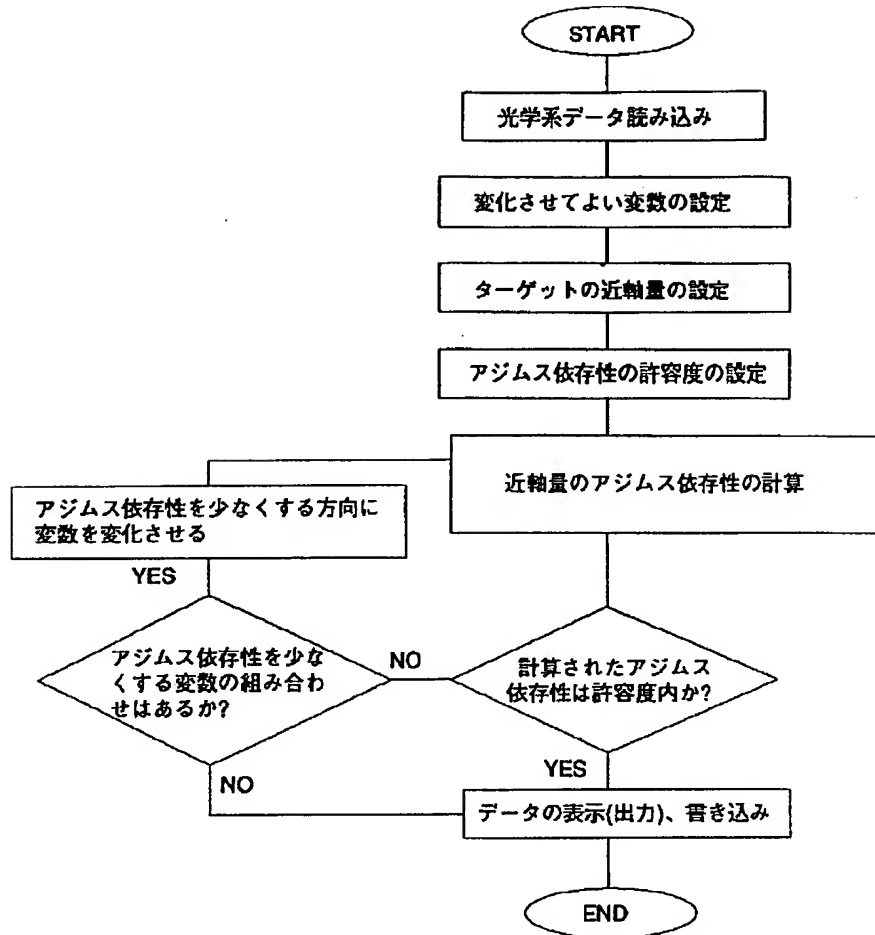 START
光学系データ読み込み
変化させてよい変数の設定
ターゲットの近軸量の設定
アジムス依存性の許容度の設定
近軸量のアジムス依存性の計算
アジムス依存性を少なくする方向に
変数を変化させる
YES
アジムス依存性を少な
くする変数の組み合わ
せはあるか?
NO
計算されたアジムス
依存性は許容度内か?
NO
YES
データの表示(出力)、書き込み
END